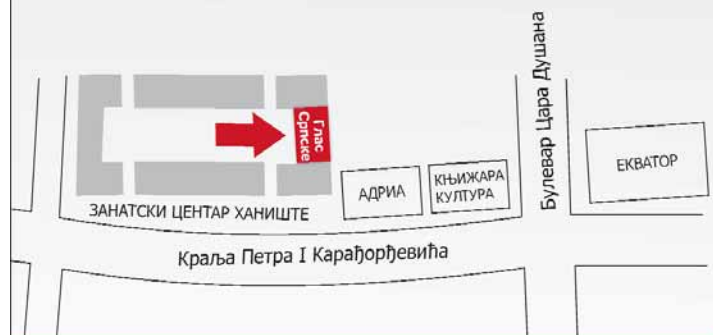 Глас
Српске
ЗАНАТСКИ ЦЕНТАР ХАНИШТЕ
АДРИА
КЊИЖАРА
КУЛТУРА
Булевар Цара Душана
ЕКВАТОР
Краља Петра I Карађорђевића